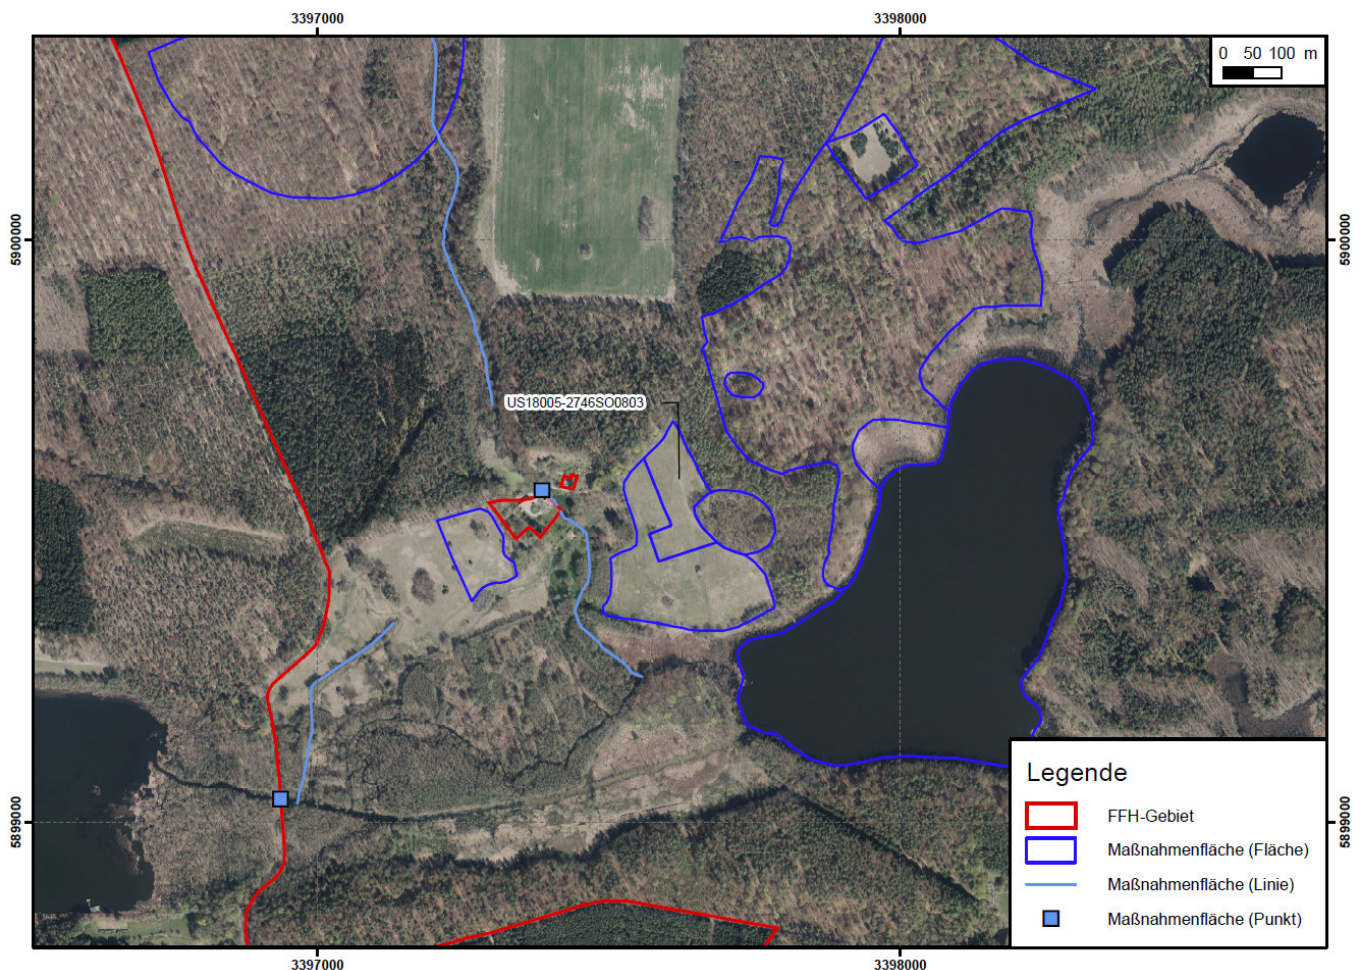 3397000 3398000
0 50 100 m
5900000 5900000
US18005-2746SO0803
Legende
FFH-Gebiet
Maßnahmenfläche (Fläche)
Maßnahmenfläche (Linie)
Maßnahmenfläche (Punkt)
5899000 5899000
3397000 3398000